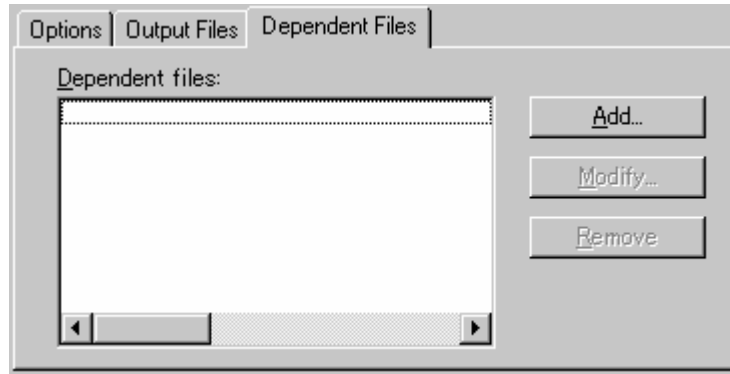 Options Output Files Dependent Files
Dependent files:
Add...
Modify...
Remove